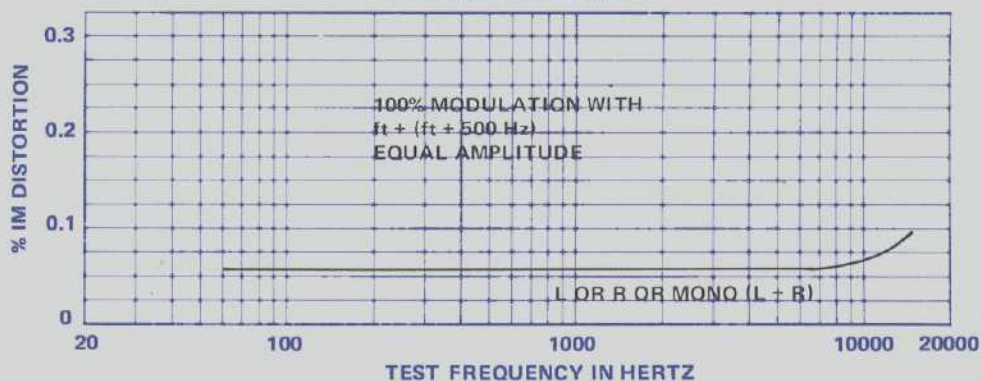 0.3
0.2
0.1
0
% IM DISTORTION
100% MODULATION WITH
ft + (ft + 500 Hz)
EQUAL AMPLITUDE
L OR R OR MONO (L + R)
20 100 1000 10000 20000
TEST FREQUENCY IN HERTZ